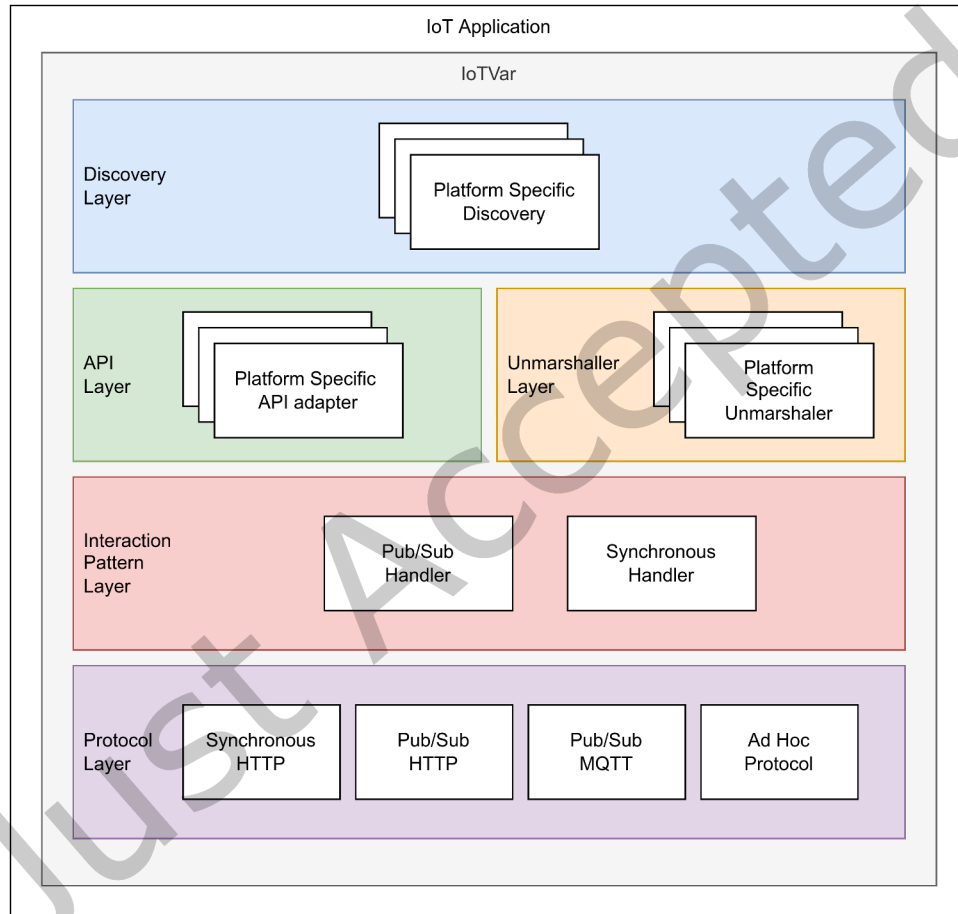 IoT Application
IoTVar
Discovery
Layer
Platform Specific
Discovery
API
Layer
Platform Specific
API adapter
Unmarshaller
Layer
Platform
Specific
Unmarshaler
Interaction
Pattern
Layer
Pub/Sub
Handler
Synchronous
Handler
Protocol
Layer
Synchronous
HTTP
Pub/Sub
HTTP
Pub/Sub
MQTT
Ad Hoc
Protocol
Just Accepted